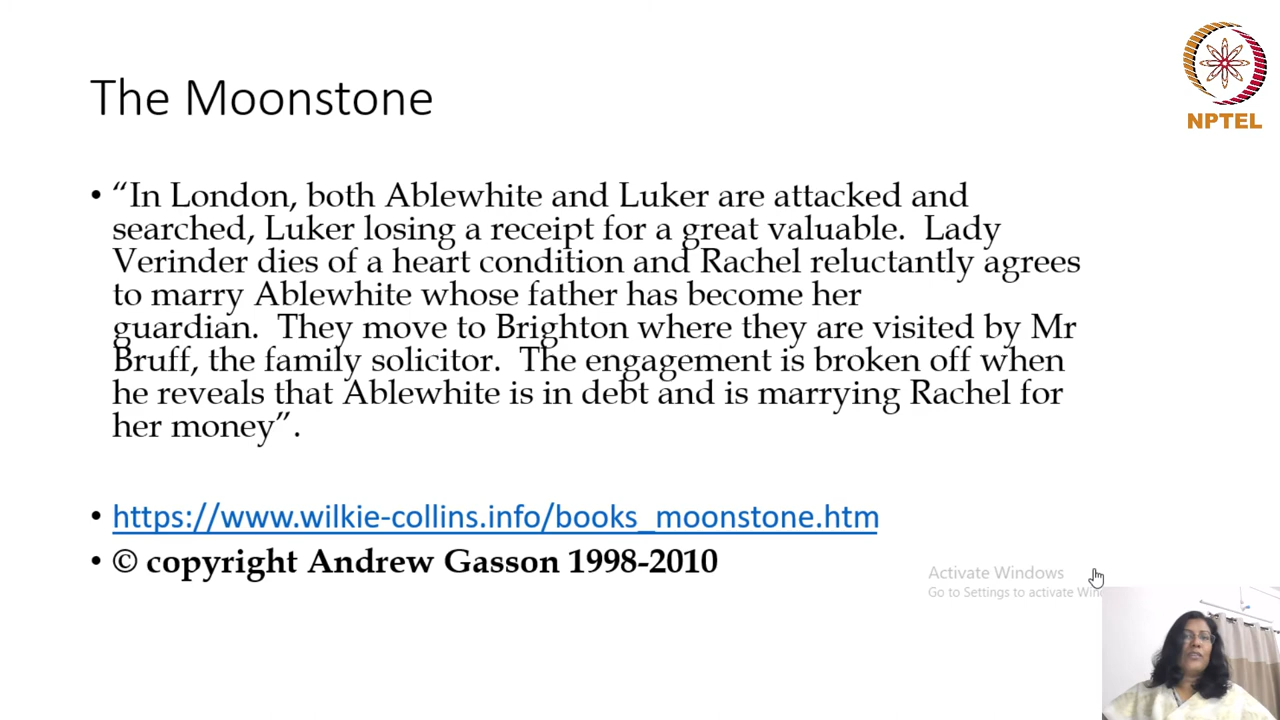 The Moonstone
NPTEL
• “In London, both Ablewhite and Luker are attacked and
searched, Luker losing a receipt for a great valuable.  Lady
Verinder dies of a heart condition and Rachel reluctantly agrees
to marry Ablewhite whose father has become her
guardian.  They move to Brighton where they are visited by Mr
Bruff, the family solicitor.  The engagement is broken off when
he reveals that Ablewhite is in debt and is marrying Rachel for
her money”.
• https://www.wilkie-collins.info/books_moonstone.htm
• © copyright Andrew Gasson 1998-2010
Activate Windows
Go to Settings to activate Win